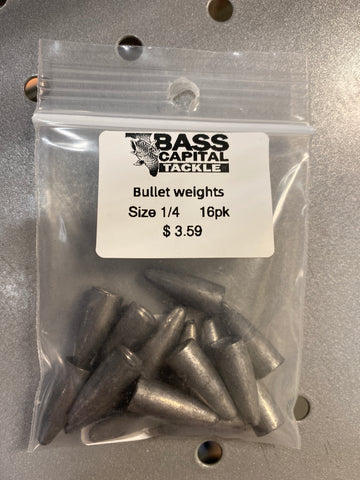 BASS
CAPITAL
TACKLE
Bullet weights
Size 1/4 16pk
$ 3.59